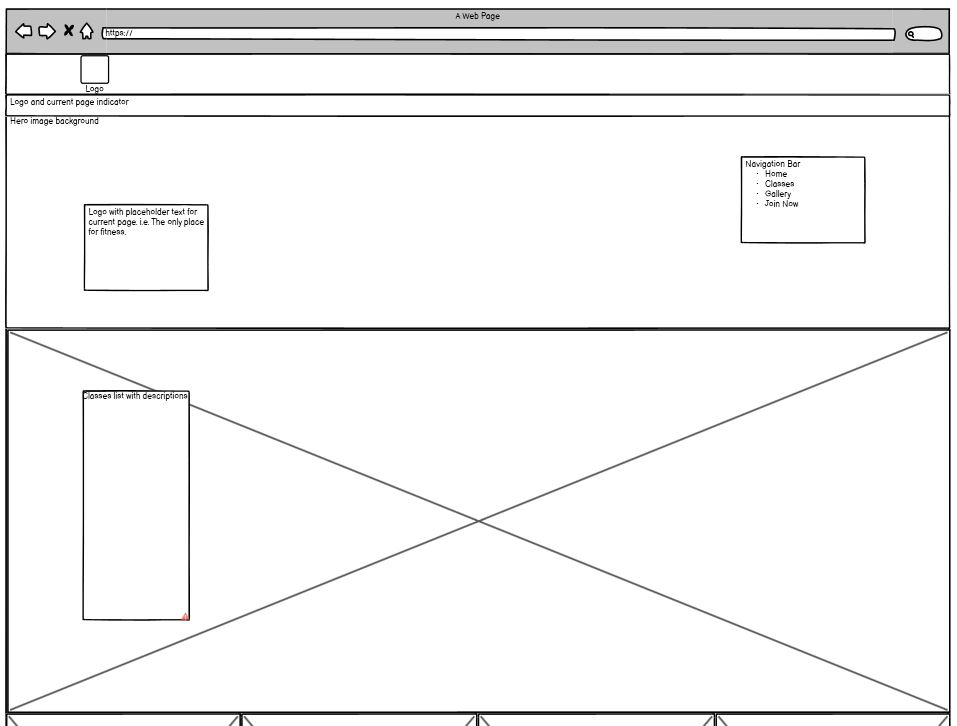 A Web Page
https://
Logo
Logo and current page indicator
Hero image background
Navigation Bar
· Home
· Classes
· Gallery
· Join Now
Logo with placeholder text for
current page. i.e. The only place
for fitness.
Classes list with descriptions